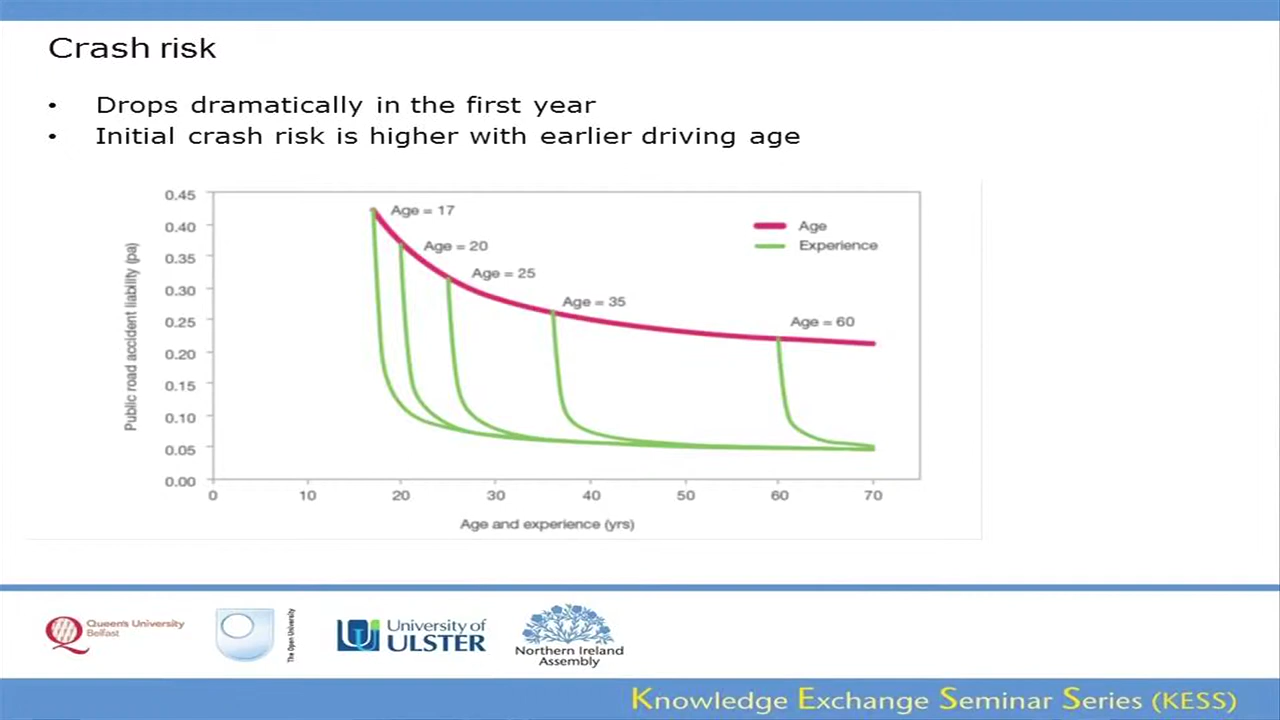 Crash risk
• Drops dramatically in the first year
• Initial crash risk is higher with earlier driving age
Public road accident liability (pa)
0.45
0.40
0.35
0.30
0.25
0.20
0.15
0.10
0.05
0.00
Age = 17
Age = 20
Age = 25
Age = 35
Age = 60
Age
Experience
0 10 20 30 40 50 60 70
Age and experience (yrs)
Queen's University
Belfast
The Open University
University of
ULSTER
Northern Ireland
Assembly
Knowledge Exchange Seminar Series (KESS)